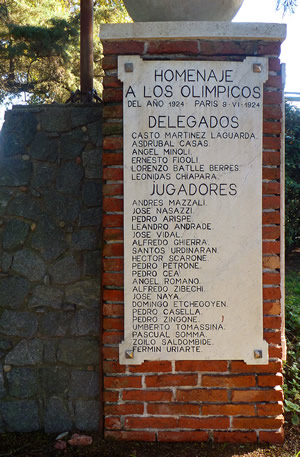 HOMENAJE
A LOS OLIMPICOS
DEL AÑO 1924 PARIS 9-VI-1924
DELEGADOS
CASTO MARTINEZ LAGUARDA.
ASDRUBAL CASAS.
ANGEL MINOLI.
ERNESTO FIGOLI.
LORENZO BATLLE BERRES.
LEONIDAS CHIAPARA.
JUGADORES
ANDRES MAZZALI.
JOSE NASAZZI.
PEDRO ARISPE.
LEANDRO ANDRADE.
JOSE VIDAL.
ALFREDO GHERRA.
SANTOS URDINARAN.
HECTOR SCARONE.
PEDRO PETRONE.
PEDRO CEA.
ANGEL ROMANO.
ALFREDO ZIBECHI.
JOSE NAYA.
DOMINGO ETCHEGOYEN.
PEDRO CASELLA.
PEDRO ZINGONE.
UMBERTO TOMASSINA.
PASCUAL SOMMA.
ZOILO SALDOMBIDE.
FERMIN URIARTE.